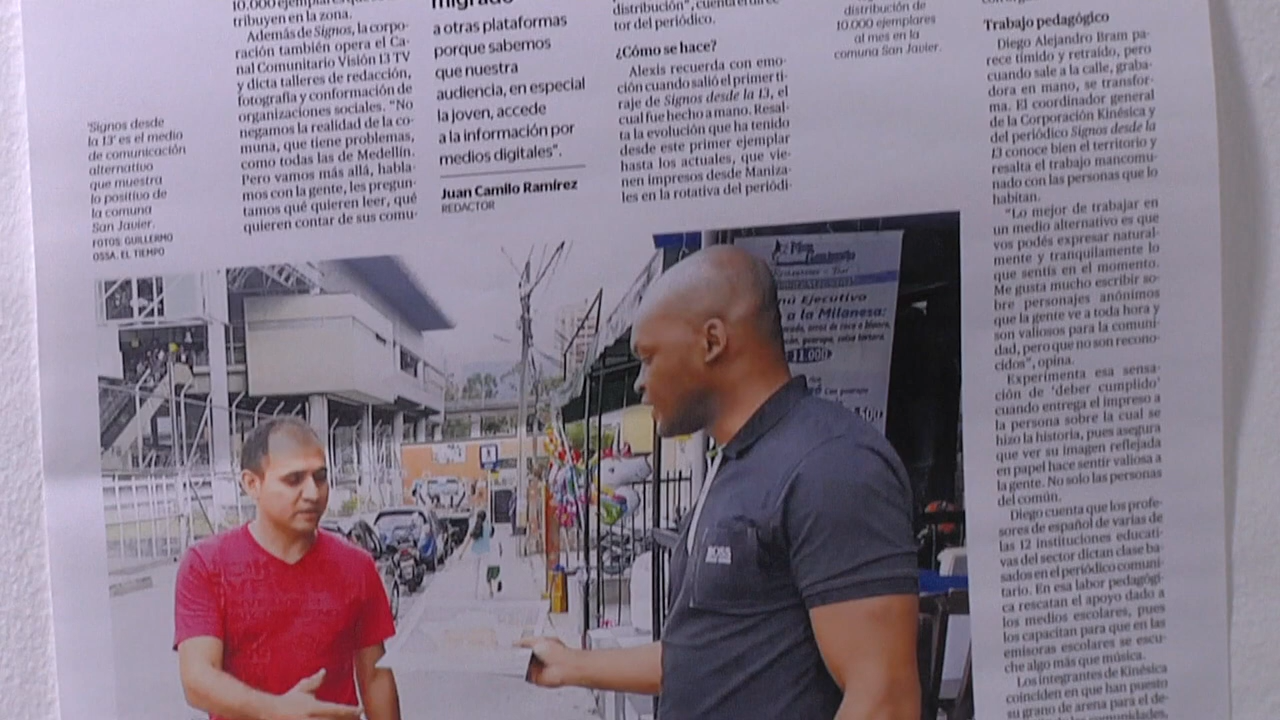 10.000 ejemplares que
tribuyen en la zona.
Además de Signos, la corpo-
ración también opera el Ca-
nal Comunitario Visión 13 TV
y dicta talleres de redacción,
fotografía y conformación de
organizaciones sociales. “No
negamos la realidad de la co-
muna, que tiene problemas,
como todas las de Medellín.
Pero vamos más allá, habla-
mos con la gente, les pregun-
tamos qué quieren leer, qué
quieren contar de sus comu-
'Signos desde
la 13' es el medio
de comunicación
alternativo
que muestra
lo positivo de
la comuna
San Javier.
FOTOS: GUILLERMO
OSSA. EL TIEMPO
migrado
a otras plataformas
porque sabemos
que nuestra
audiencia, en especial
la joven, accede
a la información por
medios digitales”.
Juan Camilo Ramírez
REDACTOR
distribución”, cuenta el direc-
tor del periódico.
¿Cómo se hace?
Alexis recuerda con emo-
ción cuando salió el primer ti-
raje de Signos desde la 13, el
cual fue hecho a mano. Resal-
ta la evolución que ha tenido
desde este primer ejemplar
hasta los actuales, que vie-
nen impresos desde Maniza-
les en la rotativa del periódi-
distribución de
10.000 ejemplares
al mes en la
comuna San Javier.
Trabajo pedagógico
Diego Alejandro Bram pa-
rece tímido y retraído, pero
cuando sale a la calle, graba-
dora en mano, se transfor-
ma. El coordinador general
de la Corporación Kinésica y
del periódico Signos desde la
13 conoce bien el territorio y
resalta el trabajo mancomu-
nado con las personas que lo
habitan.
“Lo mejor de trabajar en
un medio alternativo es que
vos podés expresar natural-
mente y tranquilamente lo
que sentís en el momento.
Me gusta mucho escribir so-
bre personajes anónimos
que la gente ve a toda hora y
son valiosos para la comuni-
dad, pero que no son recono-
cidos”, opina.
Experimenta esa sensa-
ción de ‘deber cumplido’
cuando entrega el impreso a
la persona sobre la cual se
hizo la historia, pues asegura
que ver su imagen reflejada
en papel hace sentir valiosa a
la gente. No solo las personas
del común.
Diego cuenta que los profe-
sores de español de varias de
las 12 instituciones educati-
vas del sector dictan clase ba-
sados en el periódico comuni-
tario. En esa labor pedagógi-
ca rescatan el apoyo dado a
los medios escolares, pues
los capacitan para que en las
emisoras escolares se escu-
che algo más que música.
Los integrantes de Kinésica
coinciden en que han puesto
su grano de arena para el de-
comunidades,
Ejecutivo
a la Milanesa:
11.000
BOSS